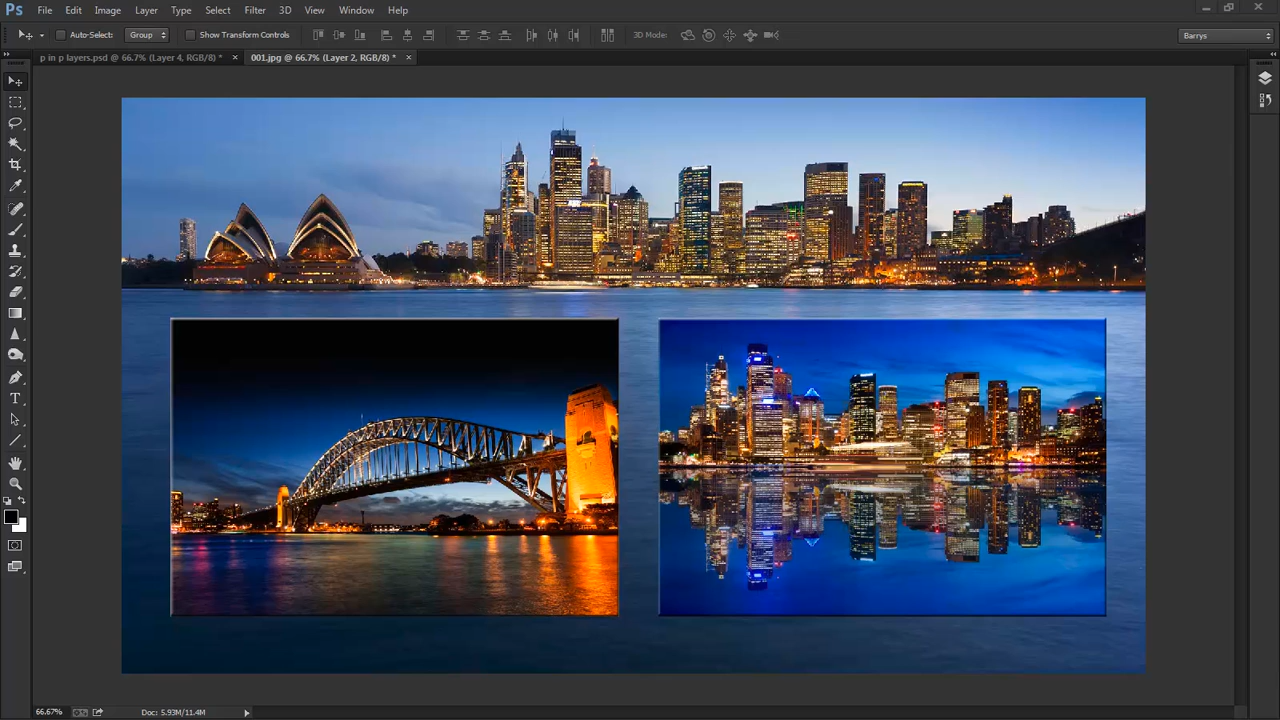 Ps File Edit Image Layer Type Select Filter 3D View Window Help
Auto-Select: Group Show Transform Controls 3D Mode: Barrys
p in p layers.psd @ 66.7% (Layer 4, RGB/8) * × 001.jpg @ 66.7% (Layer 2, RGB/8) * ×
T
66.67% Doc: 5.93M/11.4M